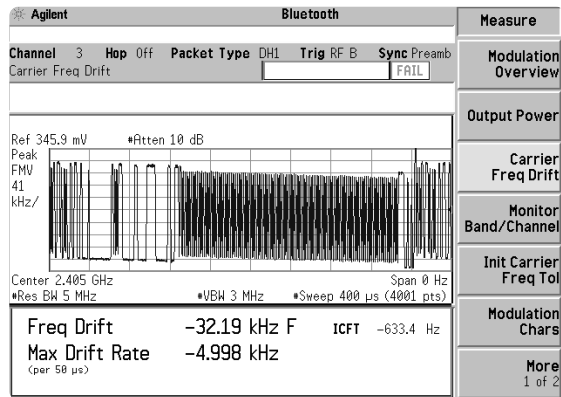 Agilent Bluetooth Measure
Channel 3 Hop Off Packet Type DH1 Trig RF B Sync Preamb
Carrier Freq Drift FAIL
Modulation
Overview
Output Power
Ref 345.9 mV #Atten 10 dB
Peak
FMV
41
kHz/
Carrier
Freq Drift
Monitor
Band/Channel
Init Carrier
Freq Tol
Center 2.405 GHz Span 0 Hz
#Res BW 5 MHz #VBW 3 MHz #Sweep 400 µs (4001 pts)
Freq Drift -32.19 kHz F ICFT -633.4 Hz
Max Drift Rate -4.998 kHz
(per 50 µs)
Modulation
Chars
More
1 of 2